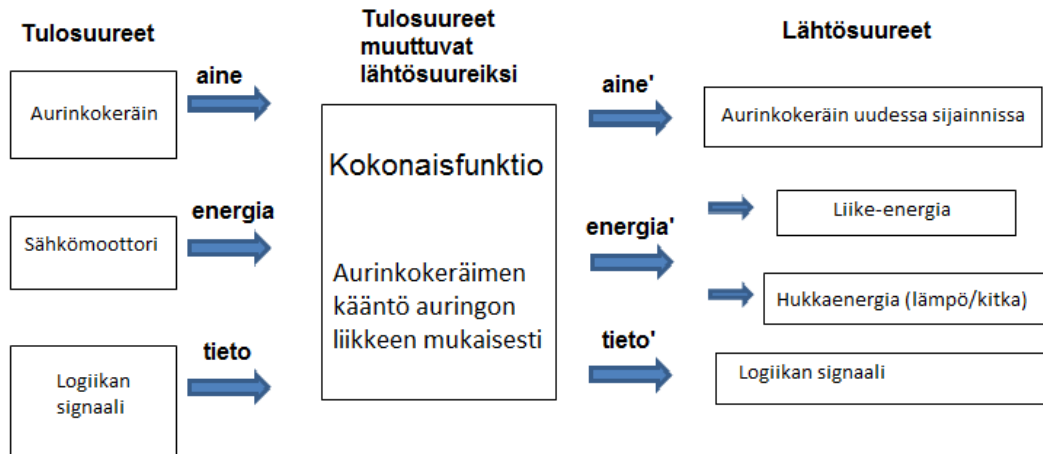 Tulosuureet
Tulosuureet
muuttuvat
lähtösuureiksi
Lähtösuureet
Aurinkokeräin
aine
aine'
Aurinkokeräin uudessa sijainnissa
Kokonaisfunktio
Sähkömoottori
energia
energia'
Liike-energia
Aurinkokeräimen
kääntö auringon
liikkeen mukaisesti
Hukkaenergia (lämpö/kitka)
Logiikan
signaali
tieto
tieto'
Logiikan signaali